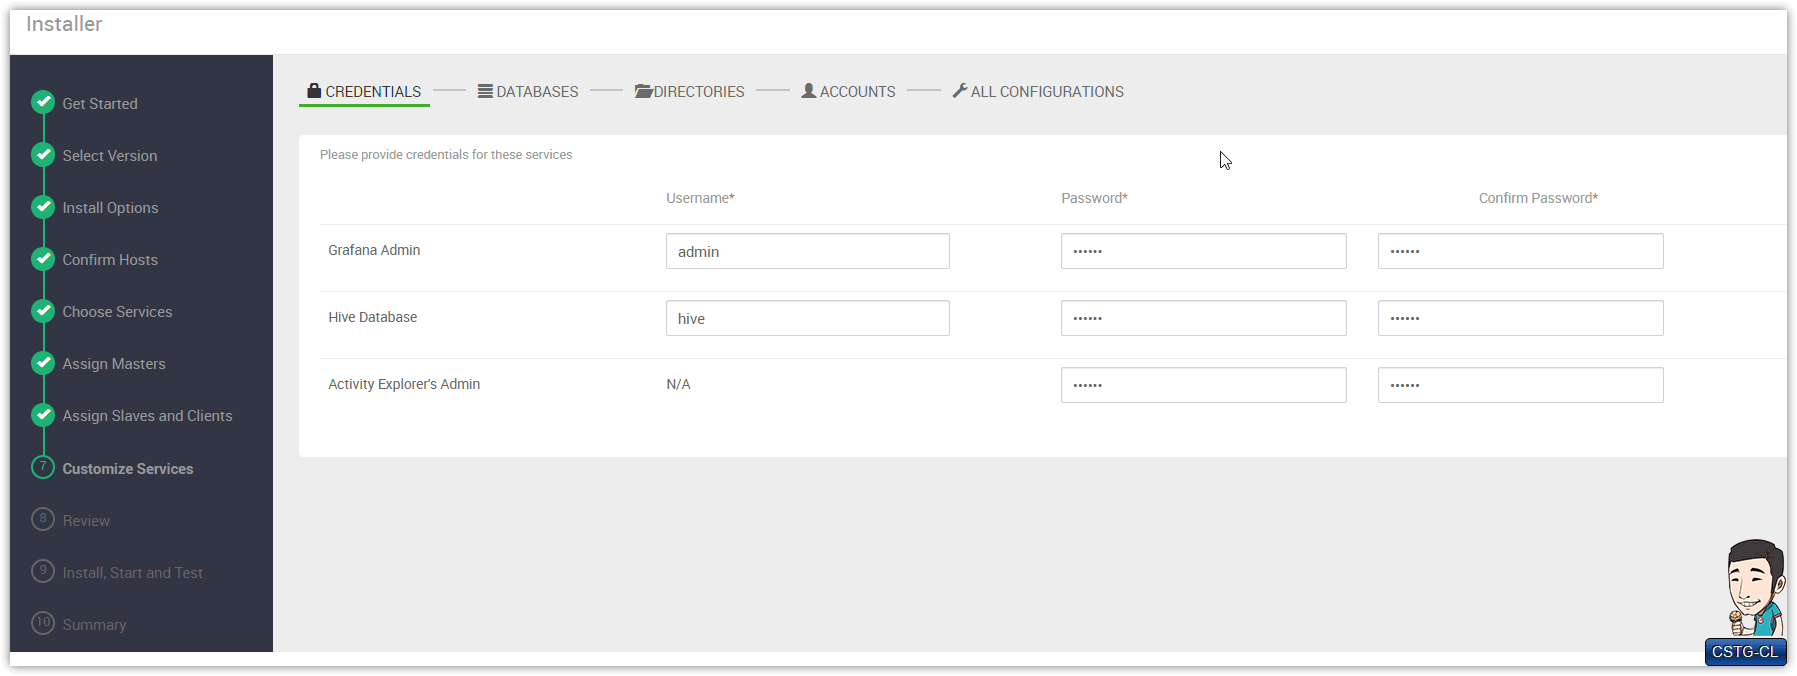 Installer
Get Started
Select Version
Install Options
Confirm Hosts
Choose Services
Assign Masters
Assign Slaves and Clients
7 Customize Services
8 Review
9 Install, Start and Test
10 Summary
CREDENTIALS DATABASES DIRECTORIES ACCOUNTS ALL CONFIGURATIONS
Please provide credentials for these services
Username* Password* Confirm Password*
Grafana Admin admin •••••• ••••••
Hive Database hive •••••• ••••••
Activity Explorer's Admin N/A •••••• ••••••
CSTG-CL